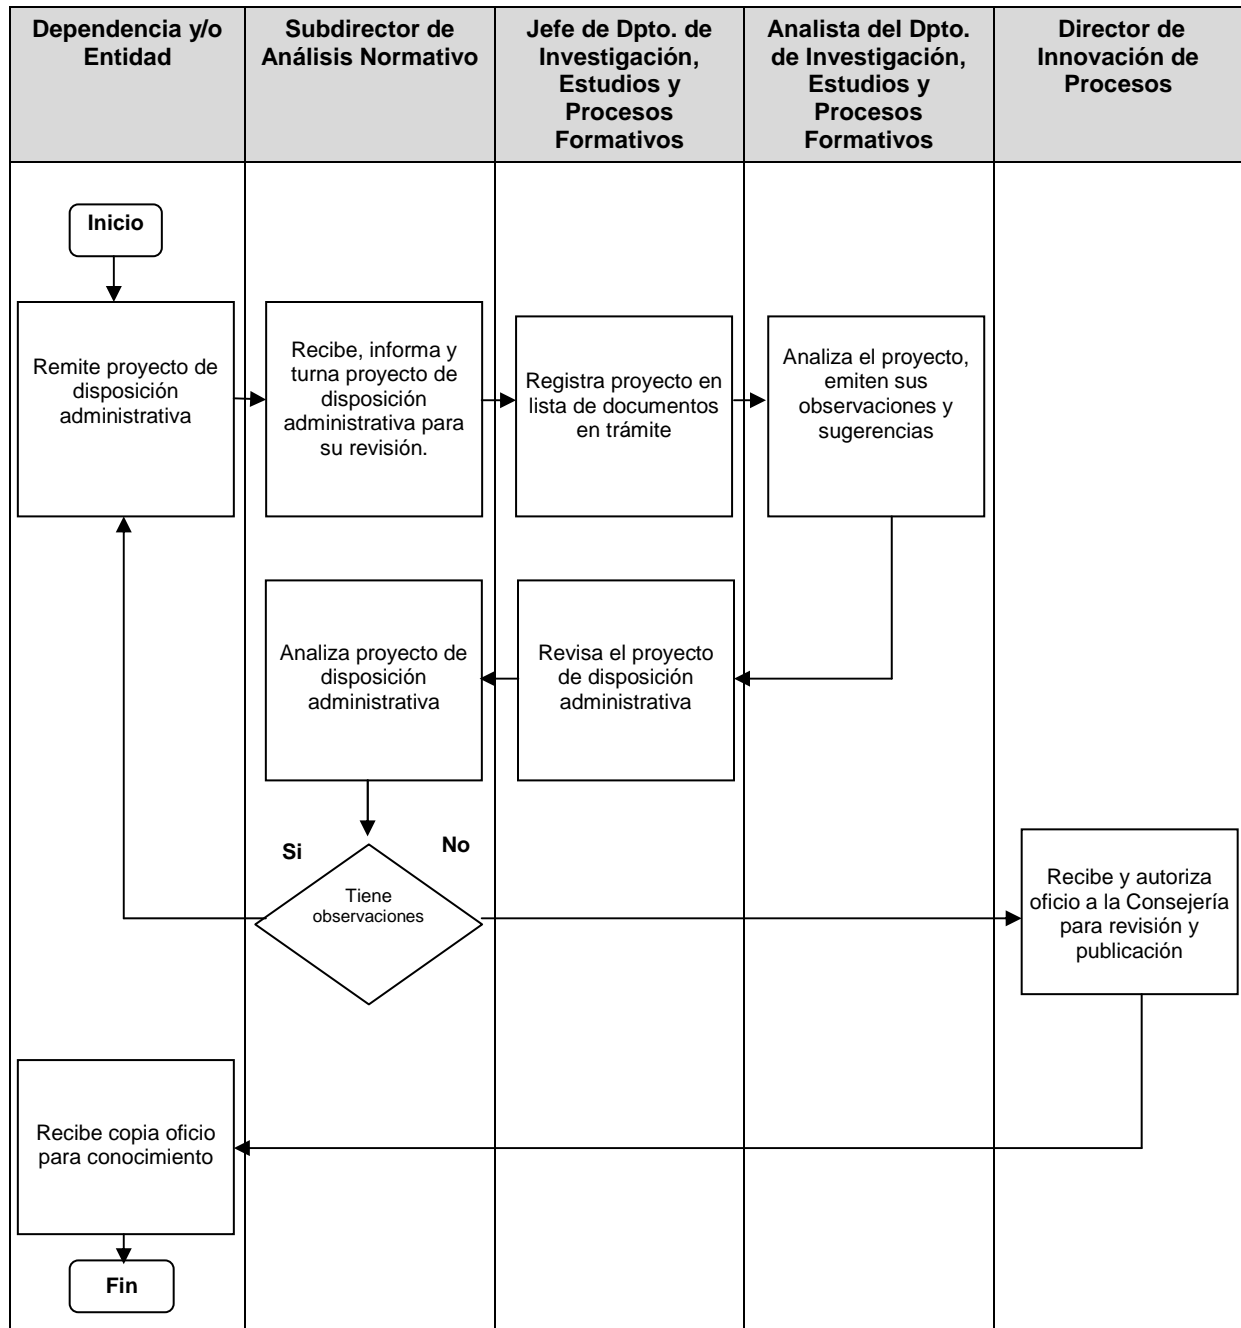 Dependencia y/o
Entidad
Subdirector de
Análisis Normativo
Jefe de Dpto. de
Investigación,
Estudios y
Procesos
Formativos
Analista del Dpto.
de Investigación,
Estudios y
Procesos
Formativos
Director de
Innovación de
Procesos
Inicio
Remite proyecto de
disposición
administrativa
Recibe, informa y
turna proyecto de
disposición
administrativa para
su revisión.
Registra proyecto en
lista de documentos
en trámite
Analiza el proyecto,
emiten sus
observaciones y
sugerencias
Analiza proyecto de
disposición
administrativa
Revisa el proyecto
de disposición
administrativa
Si
No
Tiene
observaciones
Recibe y autoriza
oficio a la Consejería
para revisión y
publicación
Recibe copia oficio
para conocimiento
Fin